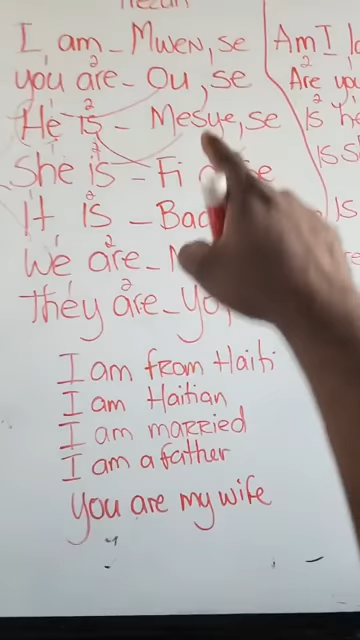 I am - Mwen, se
you are - Ou, se
He is - Mesye, se
She is - Fi
It is - Bag
We are -
they are - yo,
Am I
Are you
Is he
Is
Is
I am from Haiti
I am Haitian
I am married
I am a father
You are my wife